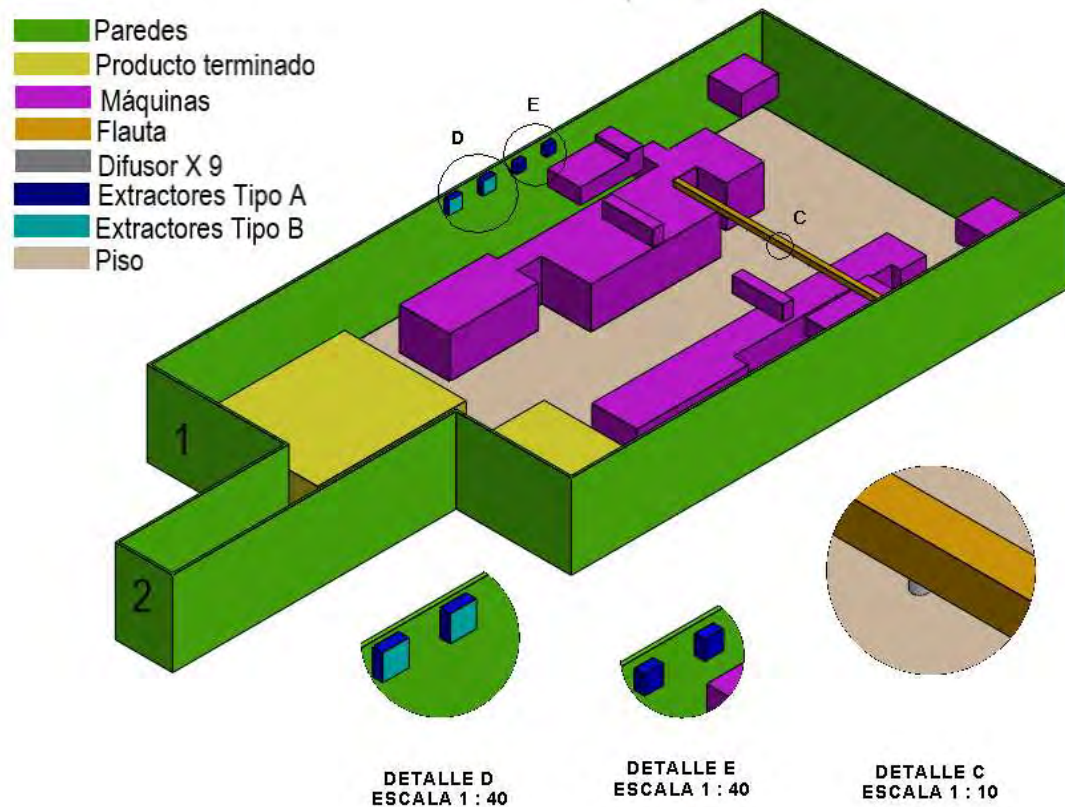 Paredes
Producto terminado
Máquinas
Flauta
Difusor X 9
Extractores Tipo A
Extractores Tipo B
Piso
D
E
C
1
2
DETALLE D
ESCALA 1 : 40
DETALLE E
ESCALA 1 : 40
DETALLE C
ESCALA 1 : 10